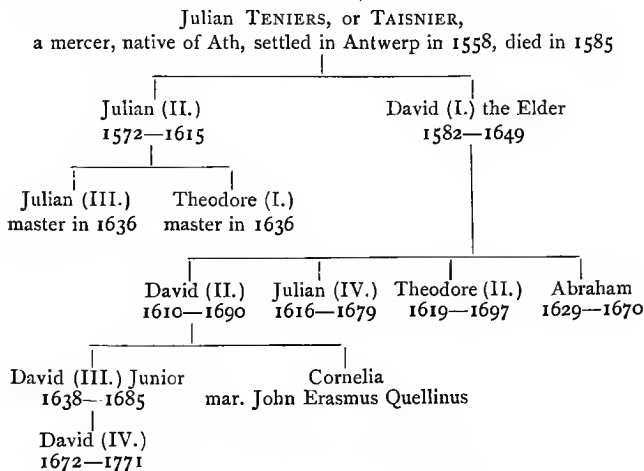 Julian TENIERS, or TAISNIER,
a mercer, native of Ath, settled in Antwerp in 1558, died in 1585
Julian (II.) David (I.) the Elder
1572—1615 1582—1649
Julian (III.) Theodore (I.)
master in 1636 master in 1636
David (II.) Julian (IV.) Theodore (II.) Abraham
1610—1690 1616—1679 1619—1697 1629—1670
David (III.) Junior Cornelia
1638—1685 mar. John Erasmus Quellinus
David (IV.)
1672—1771